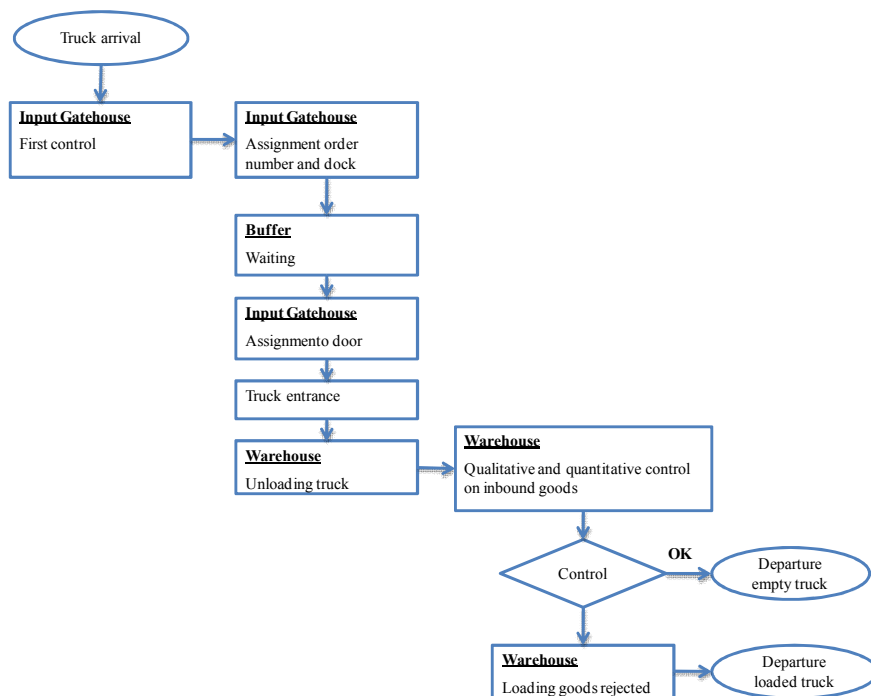 Truck arrival
Input Gatehouse
First control
Input Gatehouse
Assignment order
number and dock
Buffer
Waiting
Input Gatehouse
Assignmento door
Truck entrance
Warehouse
Unloading truck
Warehouse
Qualitative and quantitative control
on inbound goods
Control
OK
Departure
empty truck
Warehouse
Loading goods rejected
Departure
loaded truck